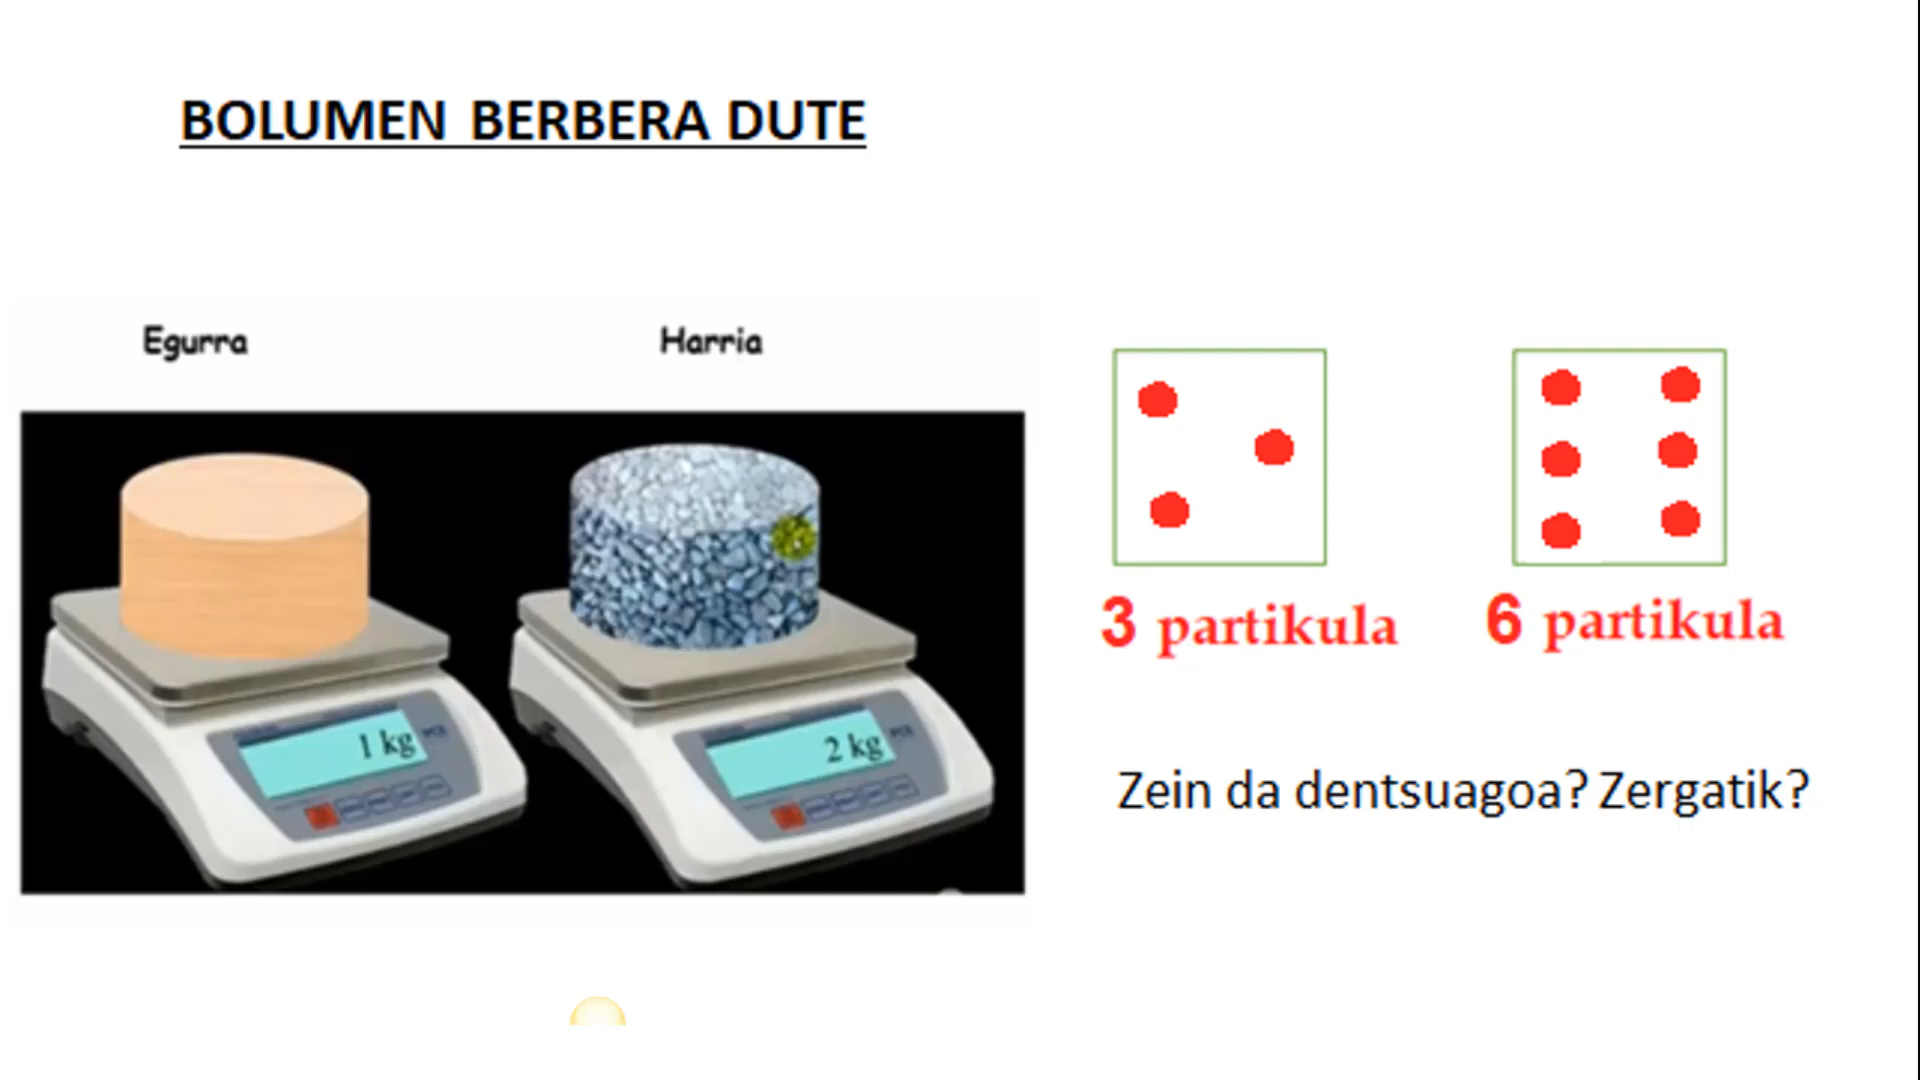 BOLUMEN BERBERA DUTE
Egurra
Harria
1 kg
2 kg
3 partikula
6 partikula
Zein da dentsuagoa? Zergatik?